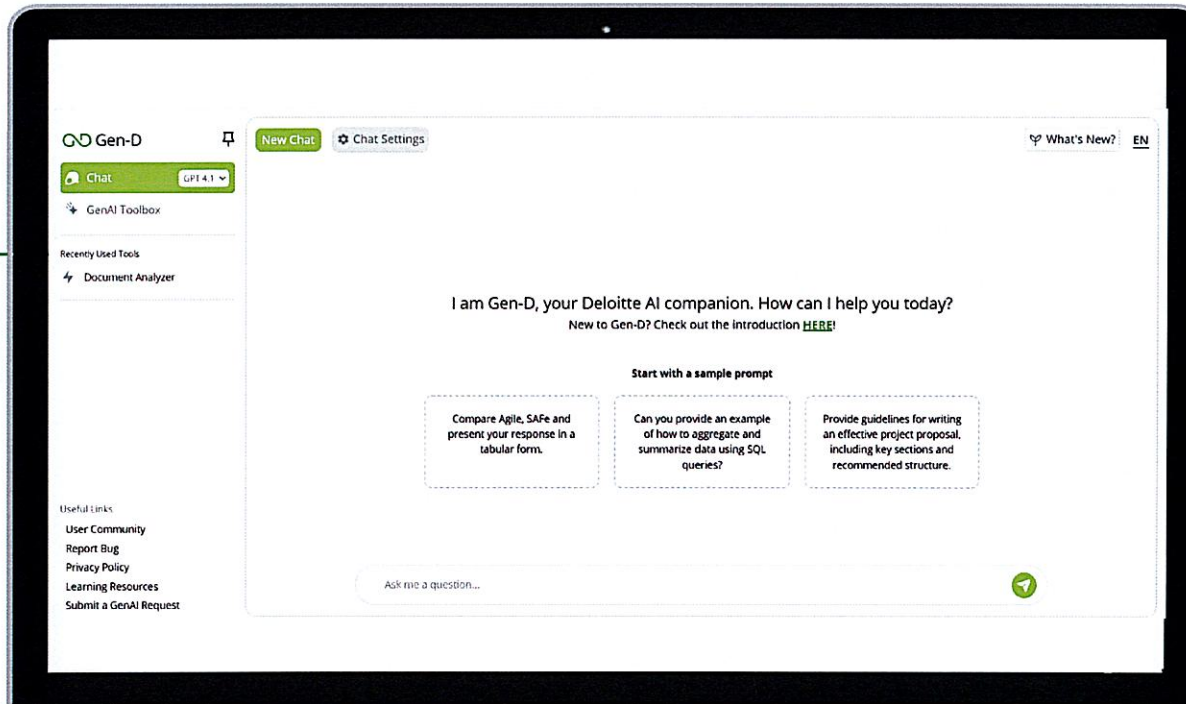 Gen-D
Chat
GPT 4.1
GenAI Toolbox
Recently Used Tools
Document Analyzer
Useful Links
User Community
Report Bug
Privacy Policy
Learning Resources
Submit a GenAI Request
New Chat
Chat Settings
What's New?
EN
I am Gen-D, your Deloitte AI companion. How can I help you today?
New to Gen-D? Check out the introduction HERE!
Start with a sample prompt
Compare Agile, SAFe and
present your response in a
tabular form.
Can you provide an example
of how to aggregate and
summarize data using SQL
queries?
Provide guidelines for writing
an effective project proposal,
including key sections and
recommended structure.
Ask me a question...